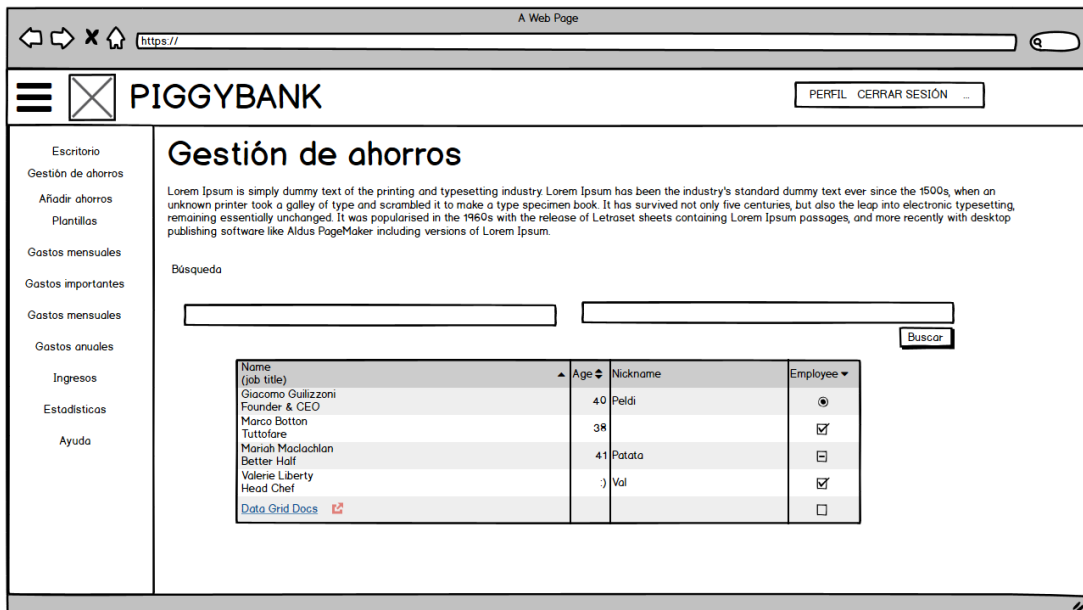 A Web Page
https://
PIGGYBANK
PERFIL CERRAR SESIÓN ...
Escritorio
Gestión de ahorros
Añadir ahorros
Plantillas
Gastos mensuales
Gastos importantes
Gastos mensuales
Gastos anuales
Ingresos
Estadísticas
Ayuda
Gestión de ahorros
Lorem Ipsum is simply dummy text of the printing and typesetting industry. Lorem Ipsum has been the industry's standard dummy text ever since the 1500s, when an
unknown printer took a galley of type and scrambled it to make a type specimen book. It has survived not only five centuries, but also the leap into electronic typesetting,
remaining essentially unchanged. It was popularised in the 1960s with the release of Letraset sheets containing Lorem Ipsum passages, and more recently with desktop
publishing software like Aldus PageMaker including versions of Lorem Ipsum.
Búsqueda
Buscar
Name
(job title)
Age
Nickname
Employee
Giacomo Guilizzoni
Founder & CEO
40
Peldi
Marco Botton
Tuttofare
38
Mariah Maclachlan
Better Half
41
Patata
Valerie Liberty
Head Chef
:)
Val
Data Grid Docs